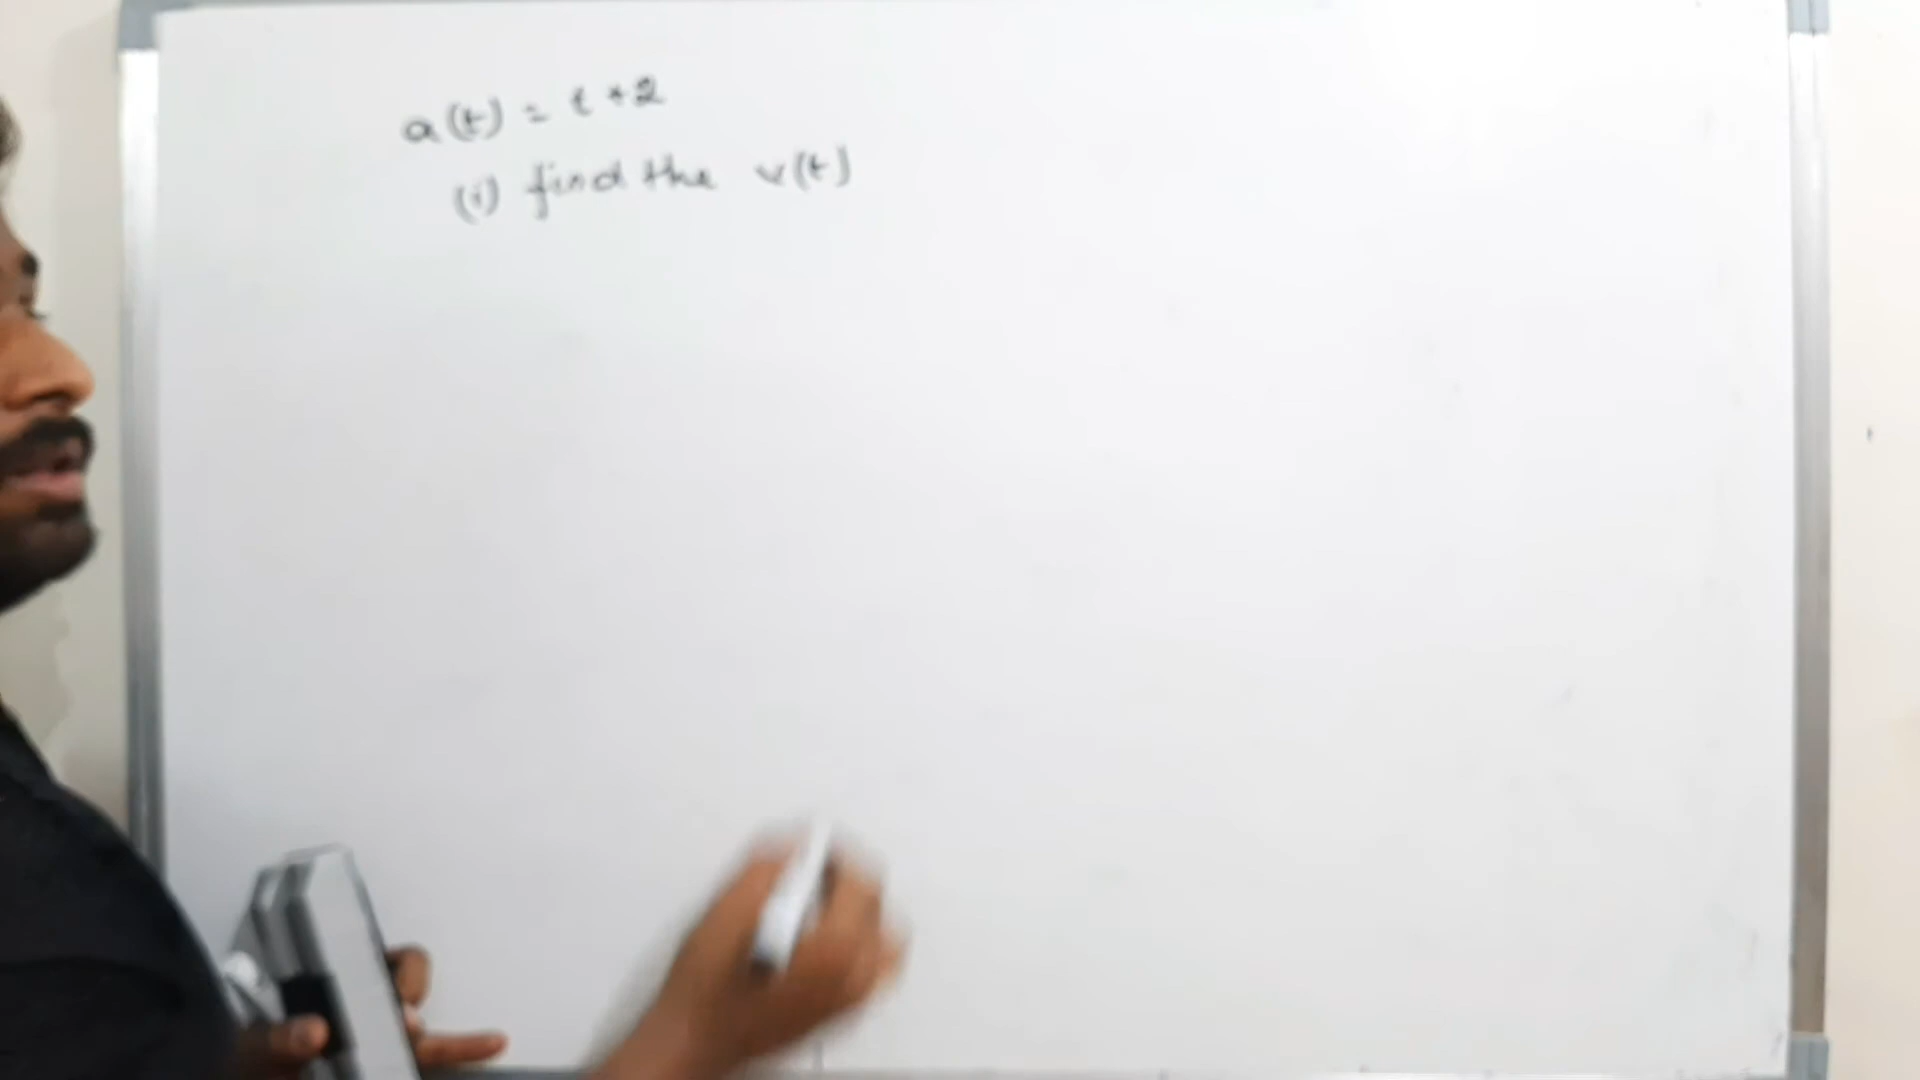 a(t) = t+2
(i) find the v(t)